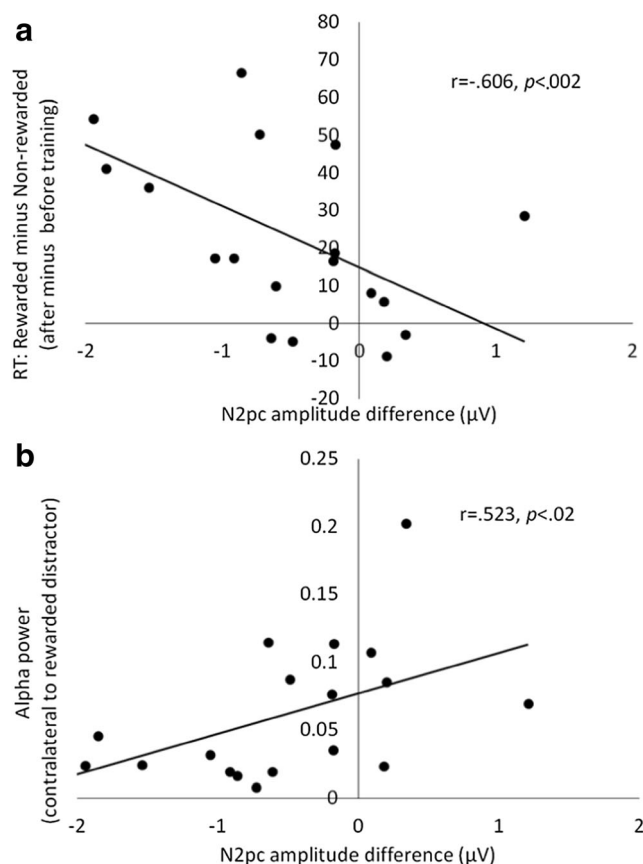 a
RT: Rewarded minus Non-rewarded
(after minus before training)
80
70
60
50
40
30
20
10
0
-10
-20
-2
-1
0
1
2
r=-.606, p<.002
N2pc amplitude difference (µV)
b
Alpha power
(contralateral to rewarded distractor)
0.25
0.2
0.15
0.1
0.05
0
-2
-1
0
1
2
r=.523, p<.02
N2pc amplitude difference (µV)